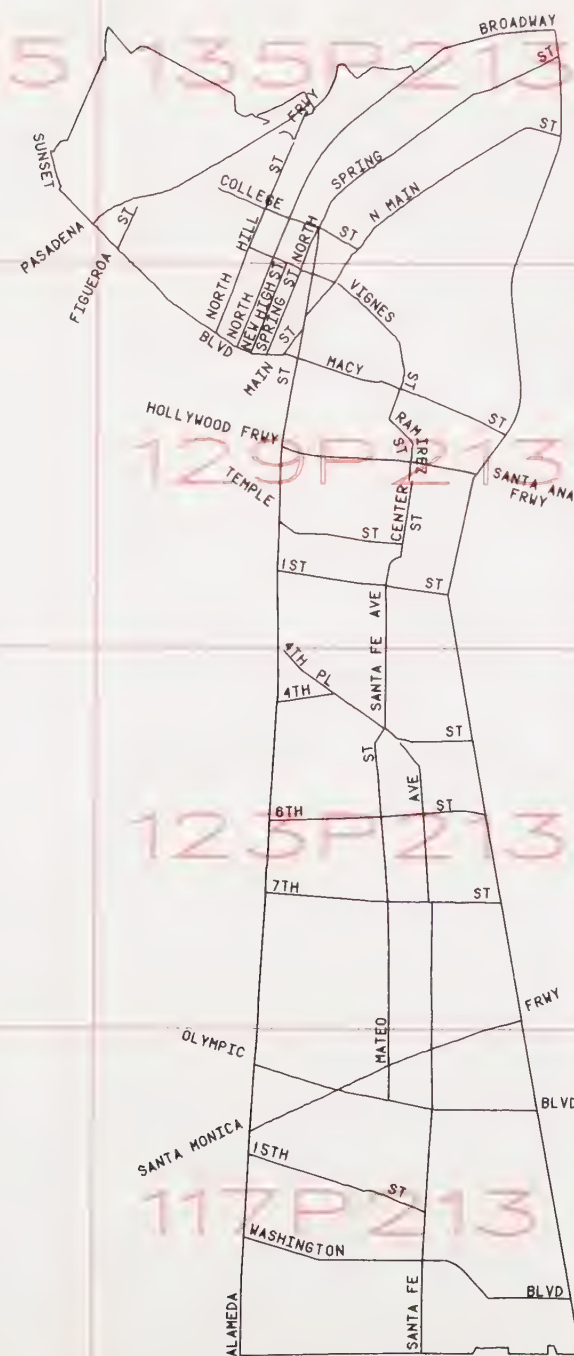 BROADWAY
5
135P213
ST
FRWY
SUNSET
ST
SPRING
ST
COLLEGE
N MAIN
ST
PASADENA
FIGUEROA
HILL
NORTH
ST
NORTH
NORTH
NEW HIGH ST
SPRING ST
VIGNES
BLVD
MAIN
ST
ST
MACY
ST
ST
RAMIREZ
ST
HOLLYWOOD FRWY
129P213
SANTA ANA
FRWY
TEMPLE
ST
CENTER
ST
1ST
ST
SANTA FE AVE
4TH PL
4TH
ST
ST
AVE
6TH
ST
123P213
7TH
ST
FRWY
OLYMPIC
MATEO
BLVD
SANTA MONICA
15TH
ST
117P213
WASHINGTON
BLVD
ALAMEDA
SANTA FE